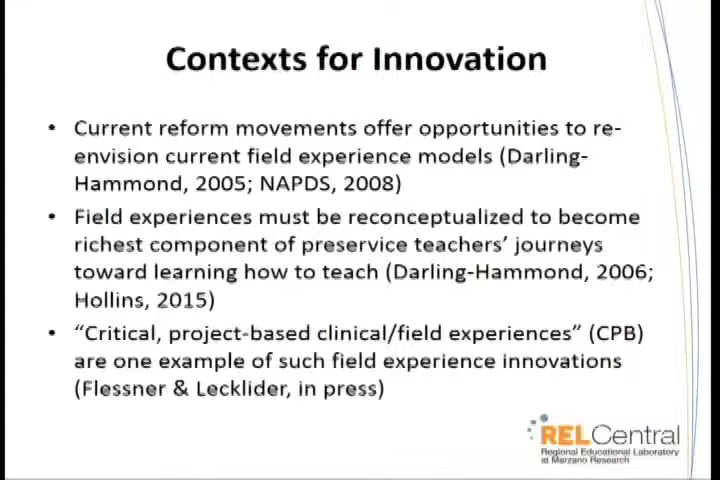 Contexts for Innovation
• Current reform movements offer opportunities to re-
envision current field experience models (Darling-
Hammond, 2005; NAPDS, 2008)
• Field experiences must be reconceptualized to become
richest component of preservice teachers’ journeys
toward learning how to teach (Darling-Hammond, 2006;
Hollins, 2015)
• “Critical, project-based clinical/field experiences” (CPB)
are one example of such field experience innovations
(Flessner & Lecklider, in press)
RELCentral
Regional Educational Laboratory
at Marzano Research